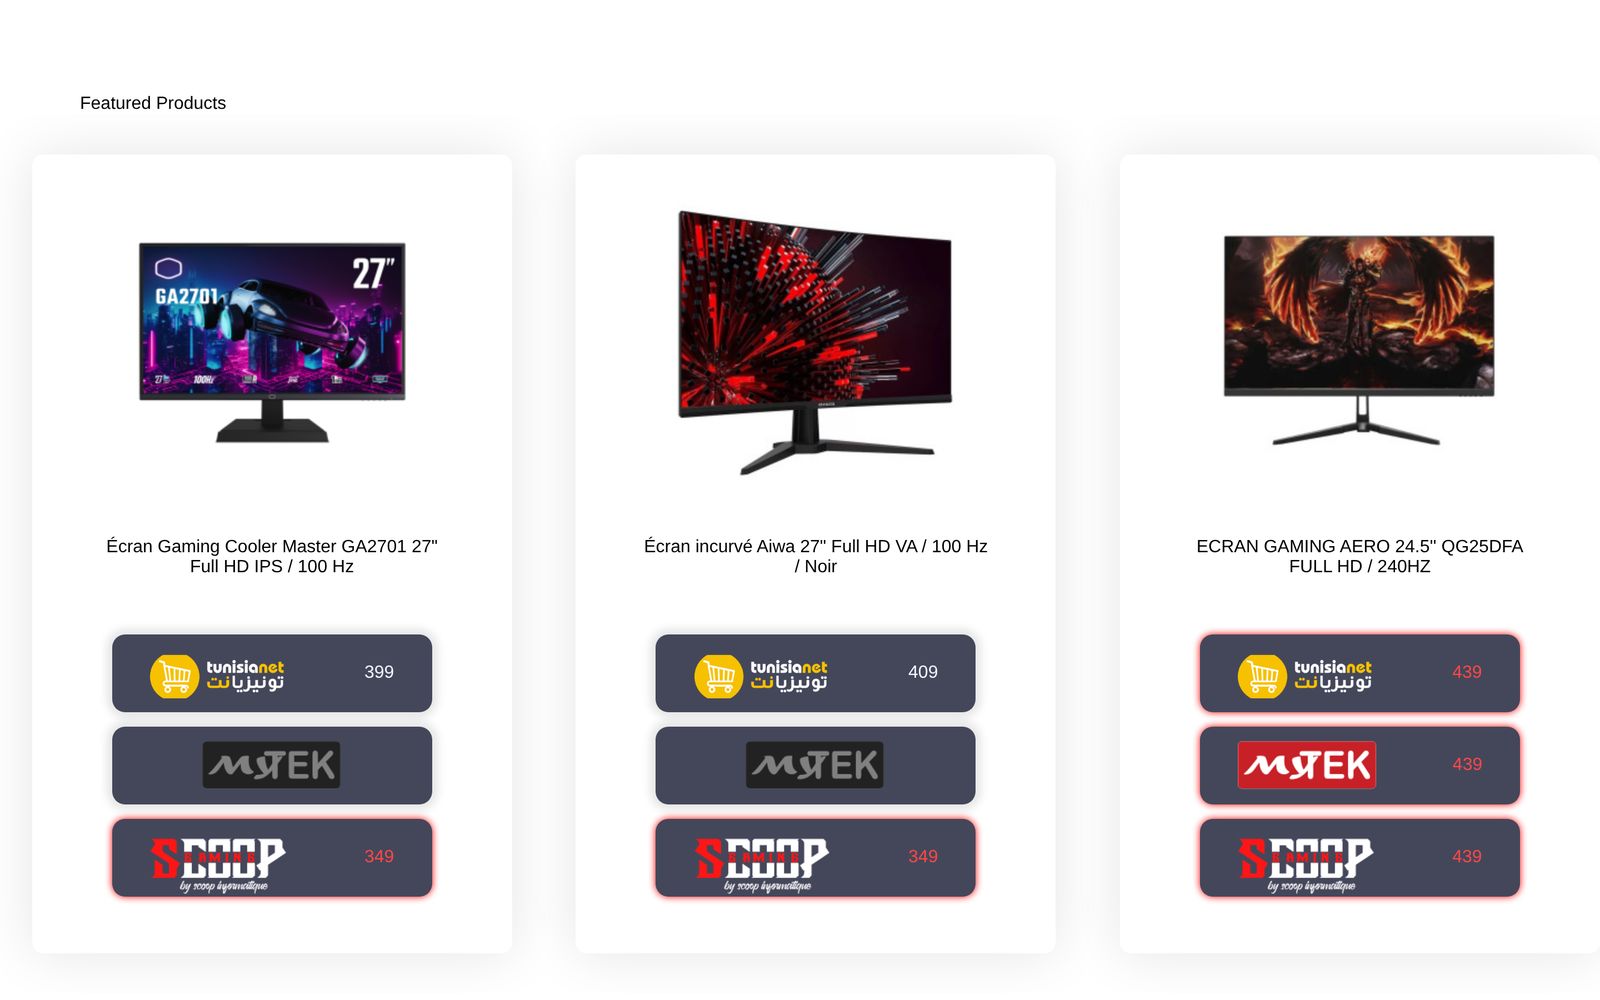 Featured Products
27"
GA2701
100Hz
Écran Gaming Cooler Master GA2701 27"
Full HD IPS / 100 Hz
tunisianet
تونيزيانت
399
MYTEK
SCOOP
GAMING
by scoop informatique
349
Écran incurvé Aiwa 27" Full HD VA / 100 Hz
/ Noir
tunisianet
تونيزيانت
409
MYTEK
SCOOP
GAMING
by scoop informatique
349
ECRAN GAMING AERO 24.5" QG25DFA
FULL HD / 240HZ
tunisianet
تونيزيانت
439
MYTEK
439
SCOOP
GAMING
by scoop informatique
439